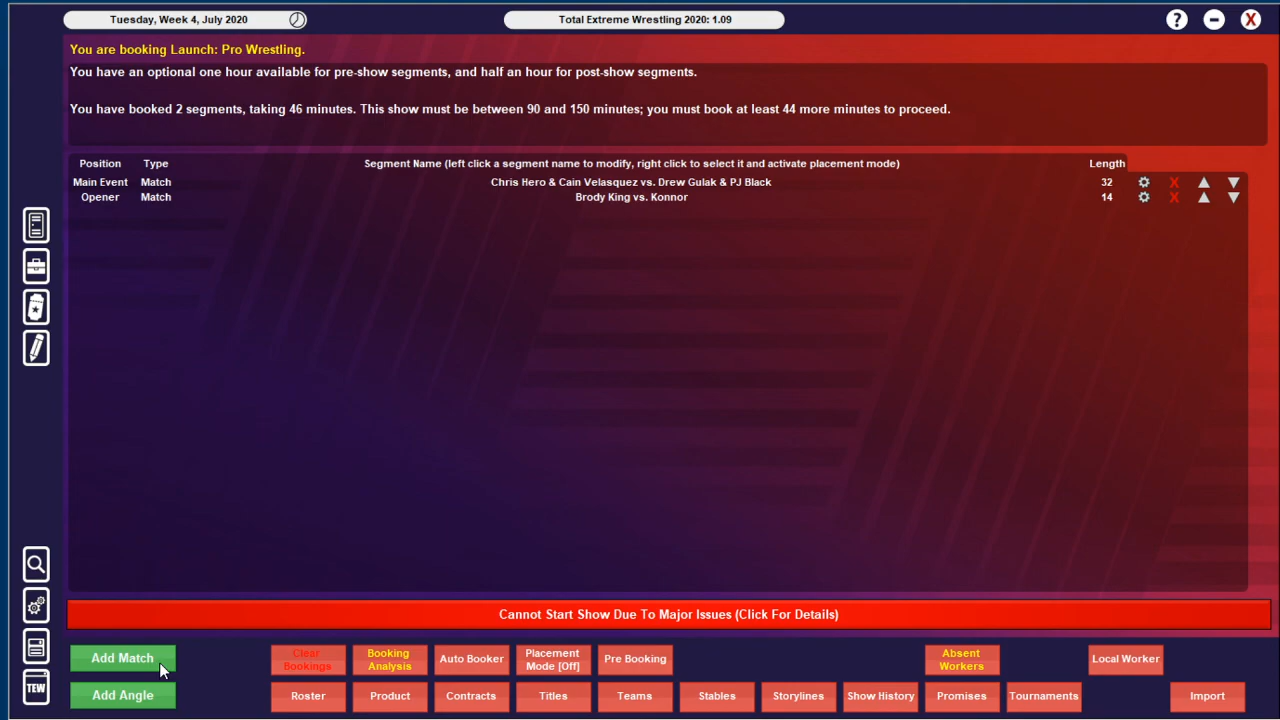 Tuesday, Week 4, July 2020
Total Extreme Wrestling 2020: 1.09
?
X
You are booking Launch: Pro Wrestling.
You have an optional one hour available for pre-show segments, and half an hour for post-show segments.
You have booked 2 segments, taking 46 minutes. This show must be between 90 and 150 minutes; you must book at least 44 more minutes to proceed.
Position Type Segment Name (left click a segment name to modify, right click to select it and activate placement mode) Length
Main Event Match Chris Hero & Cain Velasquez vs. Drew Gulak & PJ Black 32 X
Opener Match Brody King vs. Konnor 14 X
Cannot Start Show Due To Major Issues (Click For Details)
Add Match
Clear Bookings
Booking Analysis
Auto Booker
Placement Mode [Off]
Pre Booking
Absent Workers
Local Worker
TEW
Add Angle
Roster
Product
Contracts
Titles
Teams
Stables
Storylines
Show History
Promises
Tournaments
Import